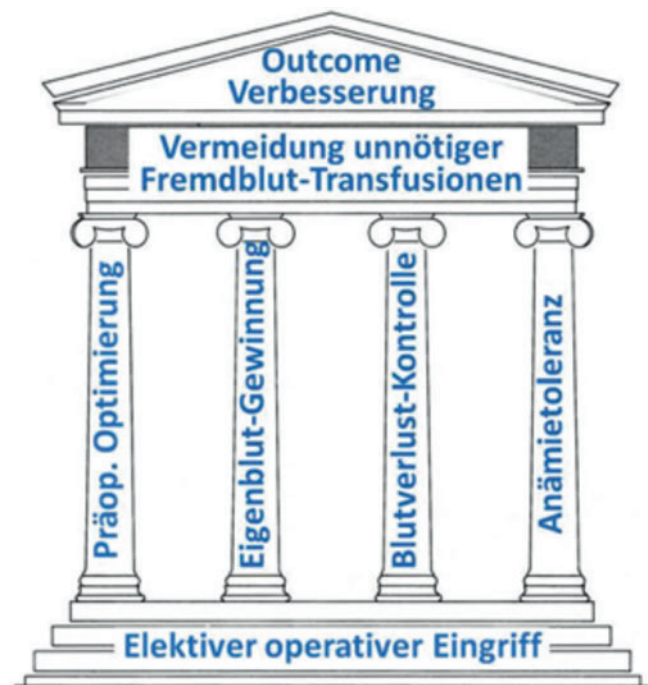 Outcome
Verbesserung
Vermeidung unnötiger
Fremdblut-Transfusionen
Präop. Optimierung
Eigenblut-Gewinnung
Blutverlust-Kontrolle
Anämietoleranz
Elektiver operativer Eingriff